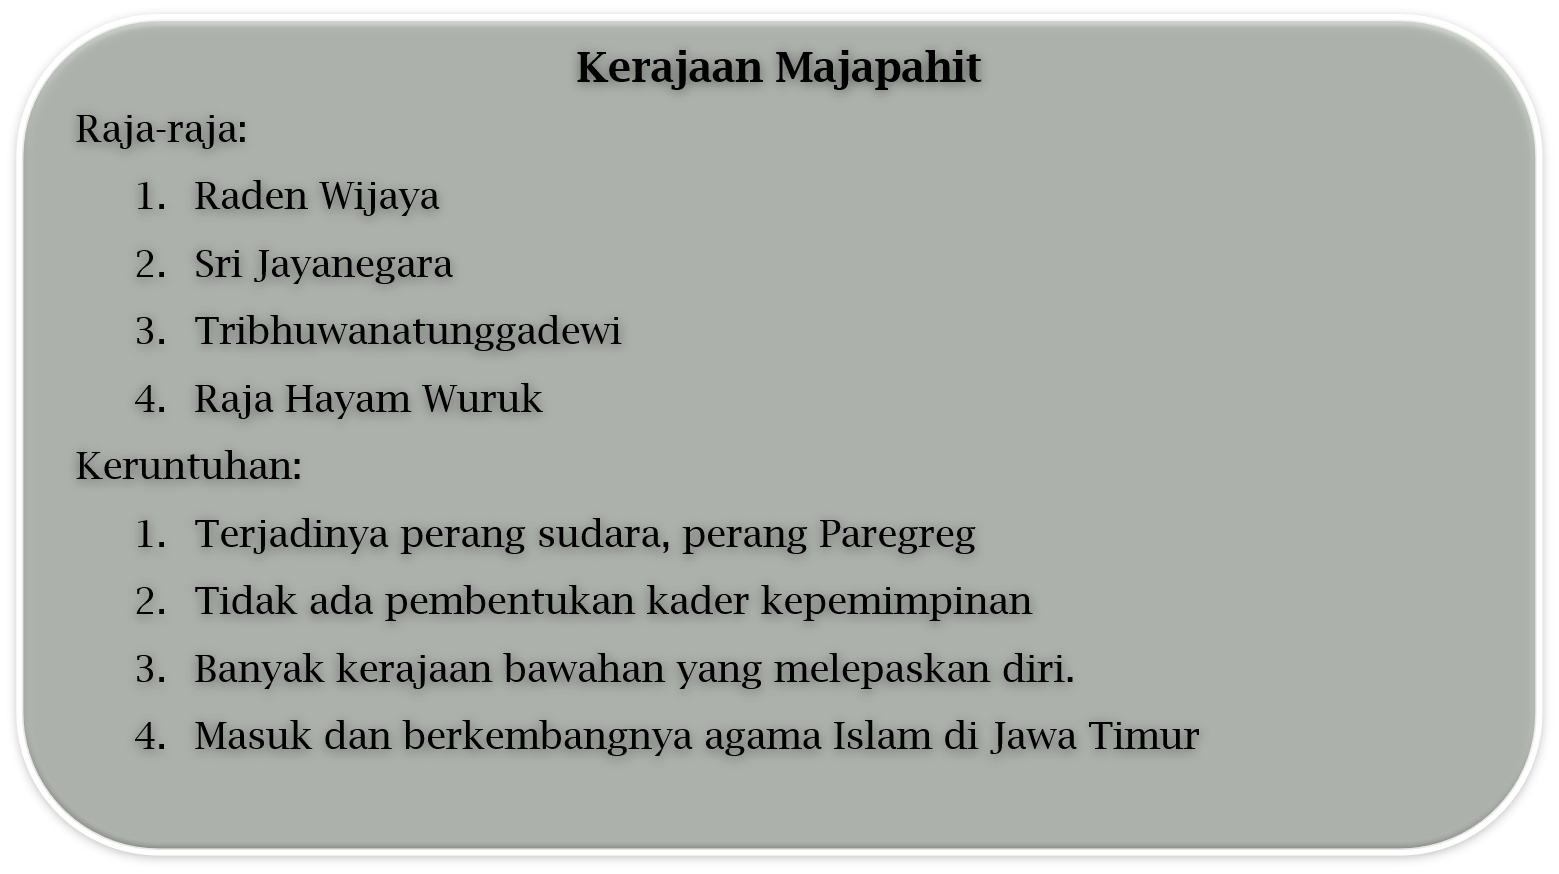 Kerajaan Majapahit
Raja-raja:
1. Raden Wijaya
2. Sri Jayanegara
3. Tribhuwanatunggadewi
4. Raja Hayam Wuruk
Keruntuhan:
1. Terjadinya perang sudara, perang Paregreg
2. Tidak ada pembentukan kader kepemimpinan
3. Banyak kerajaan bawahan yang melepaskan diri.
4. Masuk dan berkembangnya agama Islam di Jawa Timur